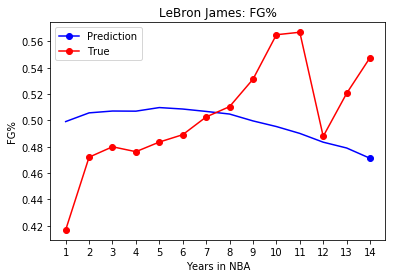 LeBron James: FG%
Prediction
True
FG%
0.56
0.54
0.52
0.50
0.48
0.46
0.44
0.42
1 2 3 4 5 6 7 8 9 10 11 12 13 14
Years in NBA